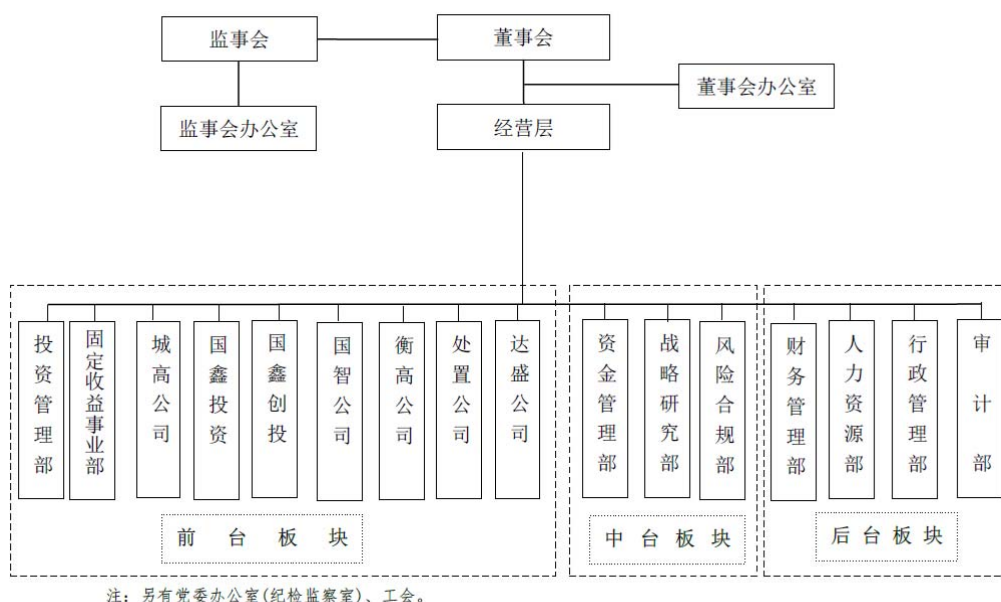 监事会
董事会
董事会办公室
监事会办公室
经营层
投资管理部
固定收益事业部
城高公司
国鑫投资
国鑫创投
国智公司
衡高公司
处置公司
达盛公司
资金管理部
战略研究部
风险合规部
财务管理部
人力资源部
行政管理部
审计部
前台板块
中台板块
后台板块
注：另有党委办公室(纪检监察室)、工会。